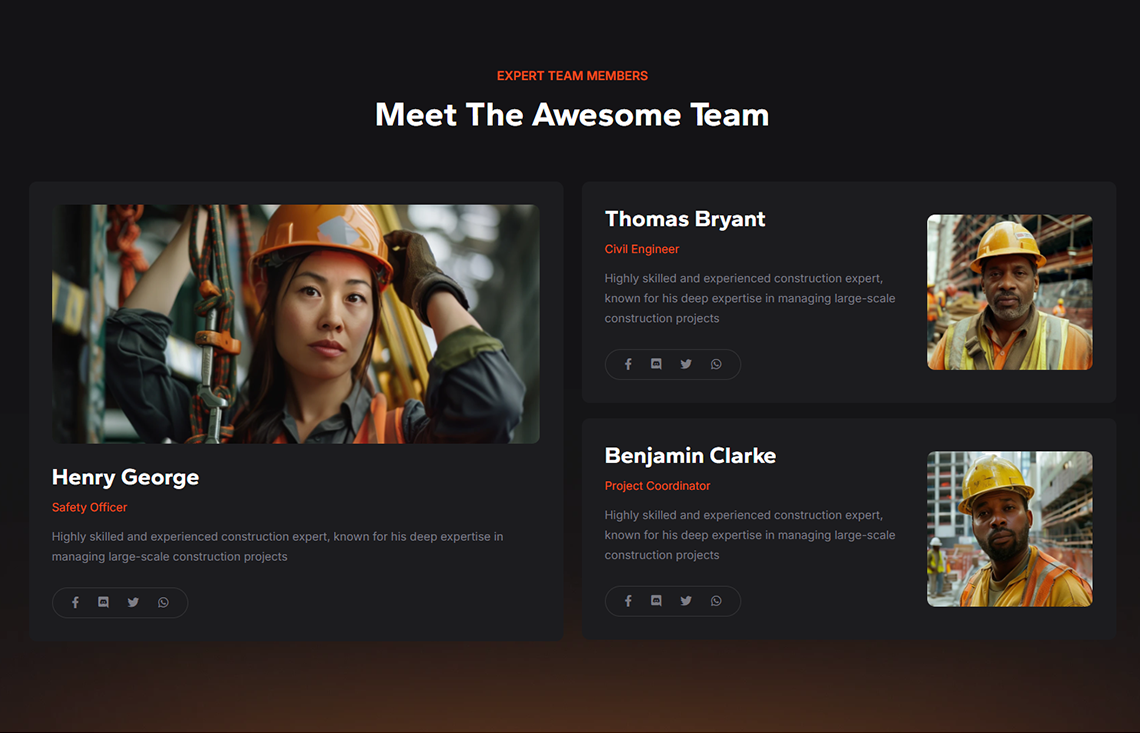 EXPERT TEAM MEMBERS
Meet The Awesome Team
Henry George
Safety Officer
Highly skilled and experienced construction expert, known for his deep expertise in
managing large-scale construction projects
Thomas Bryant
Civil Engineer
Highly skilled and experienced construction expert,
known for his deep expertise in managing large-scale
construction projects
Benjamin Clarke
Project Coordinator
Highly skilled and experienced construction expert,
known for his deep expertise in managing large-scale
construction projects